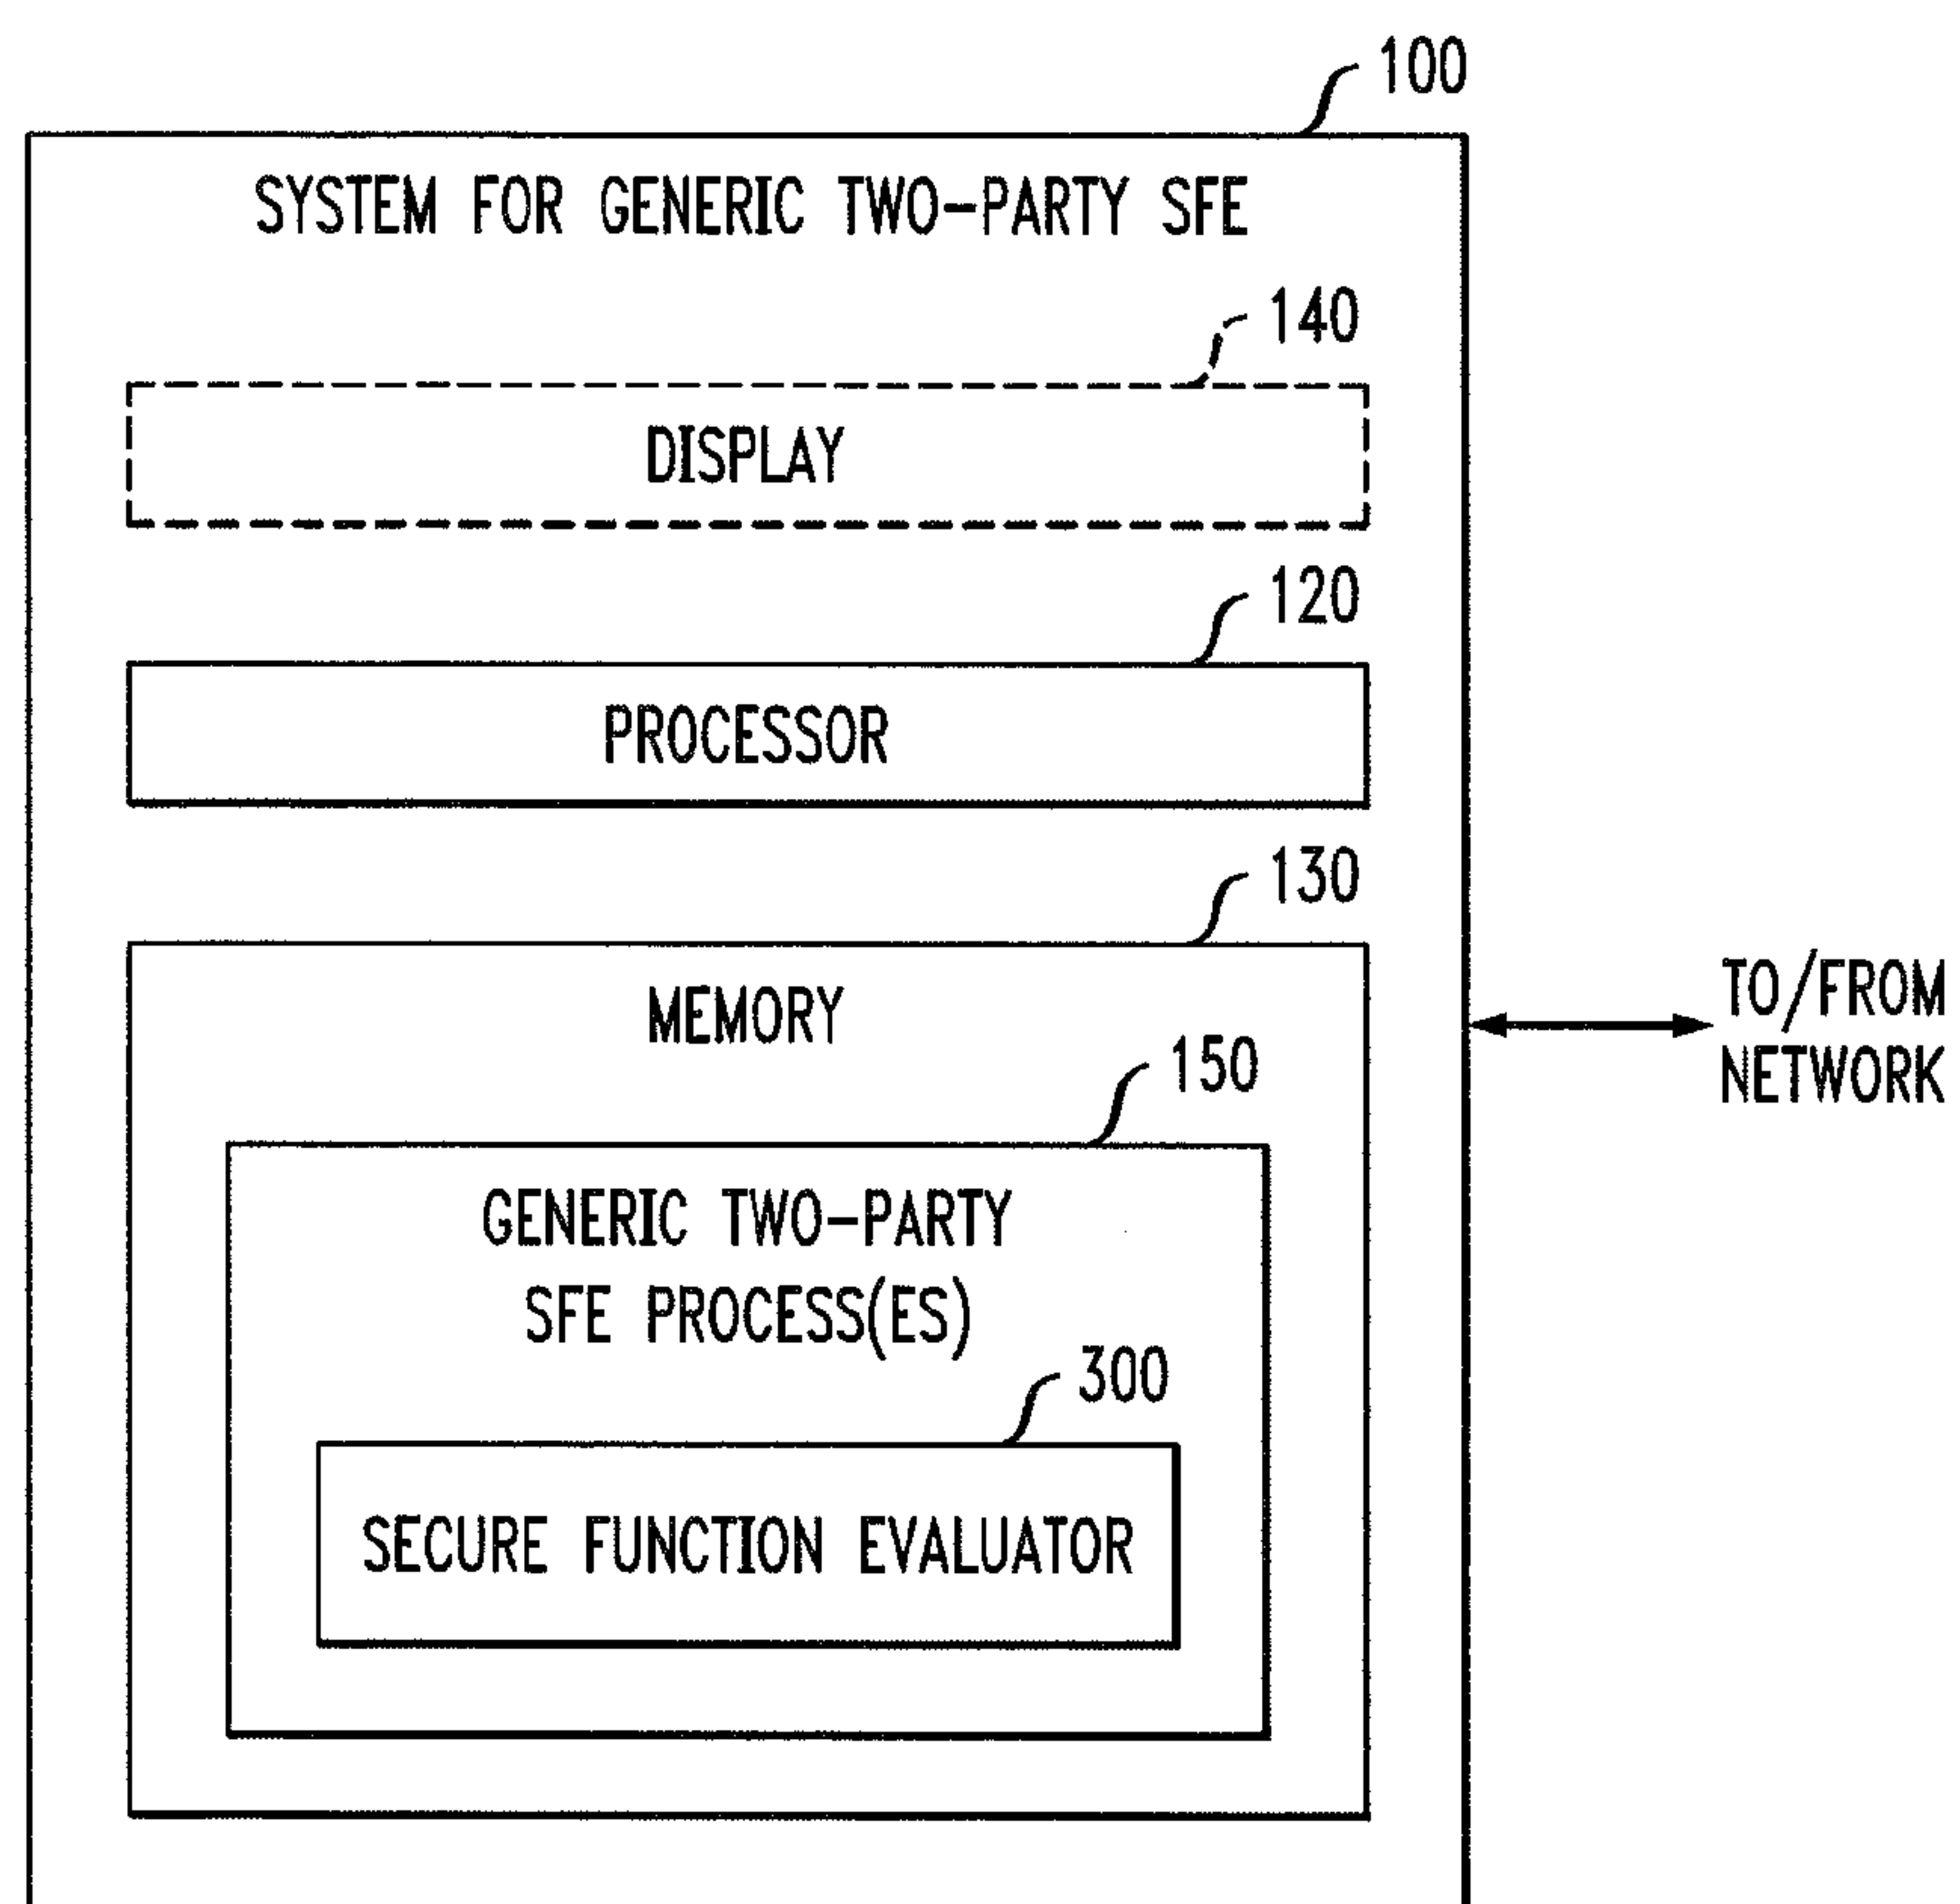 100
SYSTEM FOR GENERIC TWO-PARTY SFE
140
DISPLAY
120
PROCESSOR
130
MEMORY
TO/FROM
NETWORK
150
GENERIC TWO-PARTY
SFE PROCESS(ES)
300
SECURE FUNCTION EVALUATOR